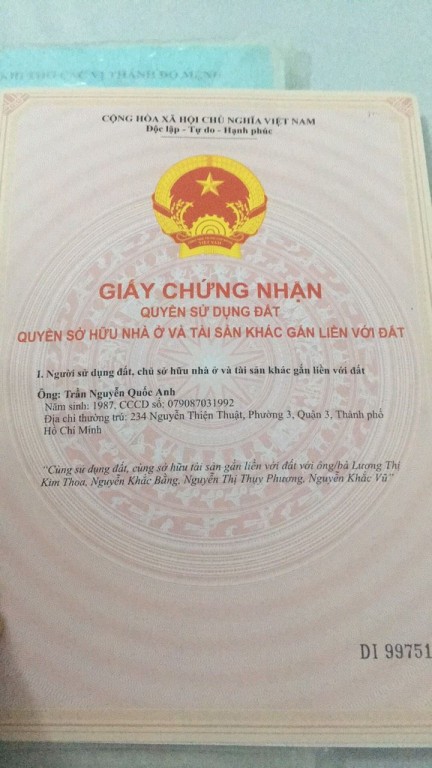 CỘNG HÒA XÃ HỘI CHỦ NGHĨA VIỆT NAM
Độc lập - Tự do - Hạnh phúc
GIẤY CHỨNG NHẬN
QUYỀN SỬ DỤNG ĐẤT
QUYỀN SỞ HỮU NHÀ Ở VÀ TÀI SẢN KHÁC GẮN LIỀN VỚI ĐẤT
I. Người sử dụng đất, chủ sở hữu nhà ở và tài sản khác gắn liền với đất
Ông: Trần Nguyễn Quốc Anh
Năm sinh: 1987, CCCD số: 079087031992
Địa chỉ thường trú: 234 Nguyễn Thiện Thuật, Phường 3, Quận 3, Thành phố
Hồ Chí Minh
"Cùng sử dụng đất, cùng sở hữu tài sản gắn liền với đất với ông/bà Lương Thị
Kim Thoa, Nguyễn Khắc Bằng, Nguyễn Thị Thụy Phương, Nguyễn Khắc Vũ"
DI 99751